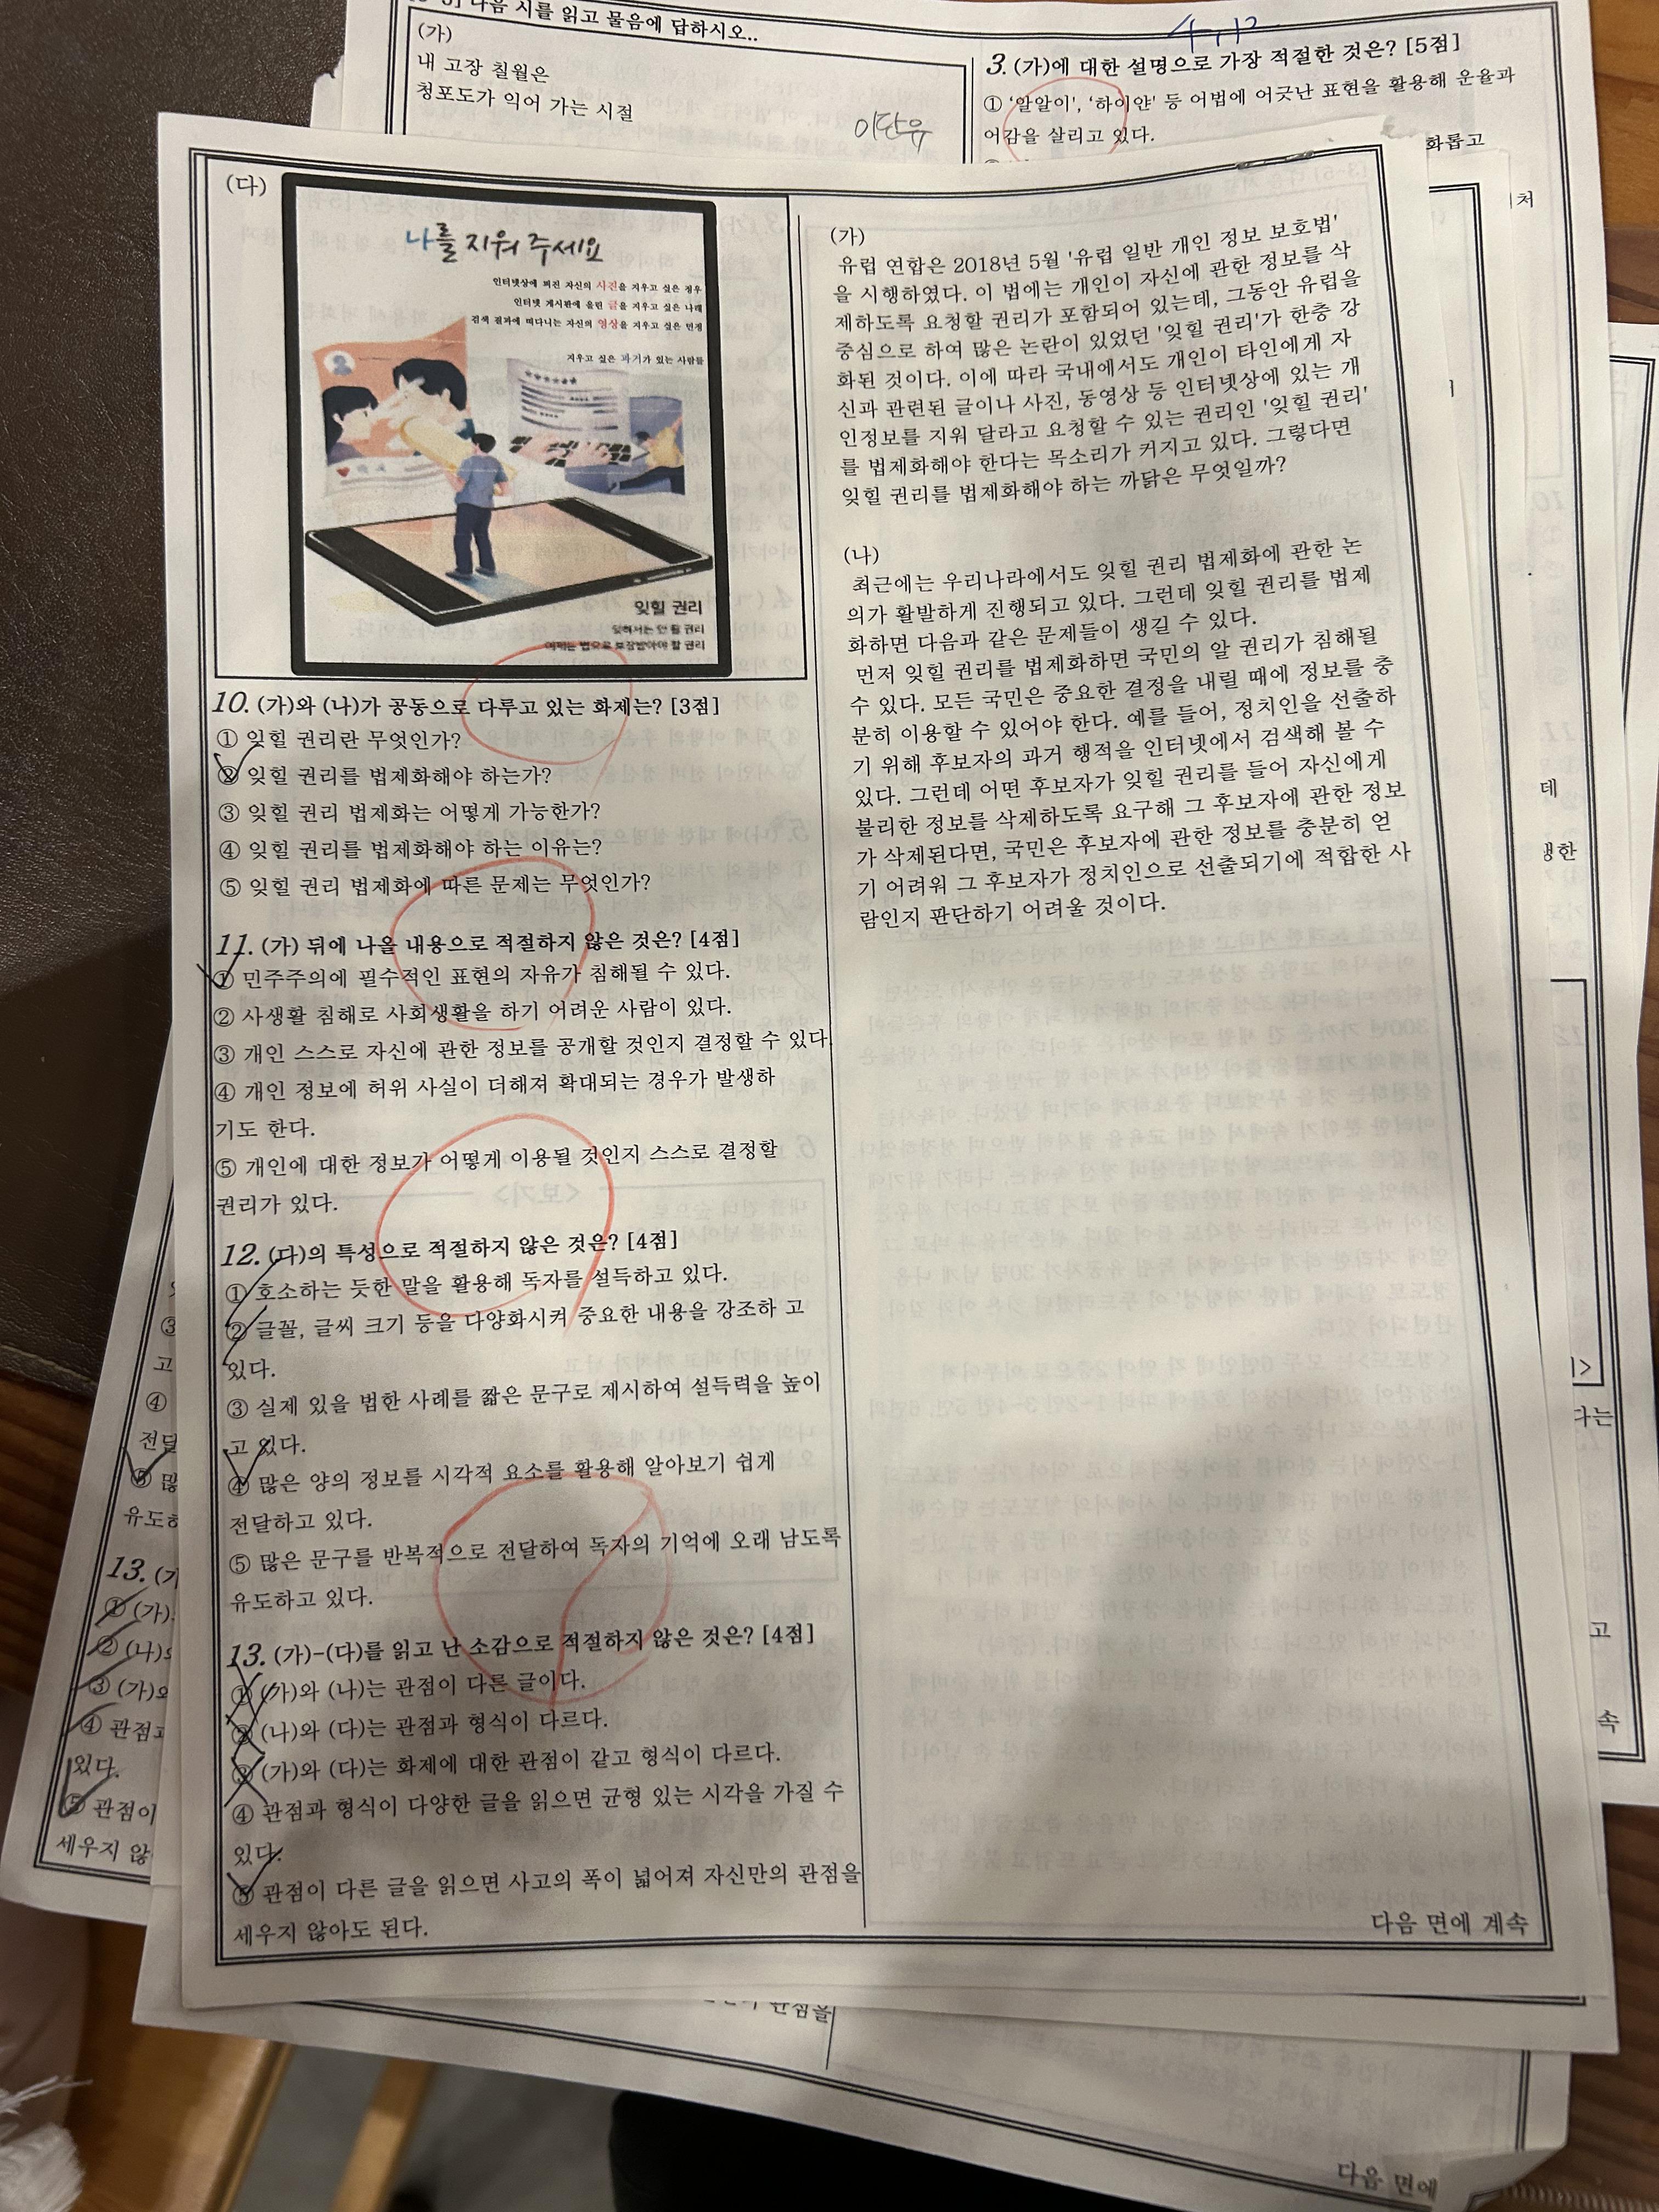 3-5] 다음 시를 읽고 물음에 답하시오..
(가)
내 고장 칠월은
청포도가 익어 가는 시절
이단유
3. (가)에 대한 설명으로 가장 적절한 것은? [5점]
① '알알이', '하이얀' 등 어법에 어긋난 표현을 활용해 운율과
어감을 살리고 있다.
화롭고
처
(다)
나를 지워 주세요
인터넷상에 퍼진 자신의 사진을 지우고 싶은 정우
인터넷 게시판에 올린 글을 지우고 싶은 나래
검색 결과에 떠다니는 자신의 영상을 지우고 싶은 민정
지우고 싶은 과거가 있는 사람들
잊힐 권리
잊혀서는 안 될 권리
이제는 법으로 보장받아야 할 권리
10. (가)와 (나)가 공동으로 다루고 있는 화제는? [3점]
① 잊힐 권리란 무엇인가?
② 잊힐 권리를 법제화해야 하는가?
③ 잊힐 권리 법제화는 어떻게 가능한가?
④ 잊힐 권리를 법제화해야 하는 이유는?
⑤ 잊힐 권리 법제화에 따른 문제는 무엇인가?
11. (가) 뒤에 나올 내용으로 적절하지 않은 것은? [4점]
① 민주주의에 필수적인 표현의 자유가 침해될 수 있다.
② 사생활 침해로 사회생활을 하기 어려운 사람이 있다.
③ 개인 스스로 자신에 관한 정보를 공개할 것인지 결정할 수 있다.
④ 개인 정보에 허위 사실이 더해져 확대되는 경우가 발생하
기도 한다.
⑤ 개인에 대한 정보가 어떻게 이용될 것인지 스스로 결정할
권리가 있다.
12. (다)의 특성으로 적절하지 않은 것은? [4점]
① 호소하는 듯한 말을 활용해 독자를 설득하고 있다.
② 글꼴, 글씨 크기 등을 다양화시켜 중요한 내용을 강조하 고
있다.
③ 실제 있을 법한 사례를 짧은 문구로 제시하여 설득력을 높이
고 있다.
④ 많은 양의 정보를 시각적 요소를 활용해 알아보기 쉽게
전달하고 있다.
⑤ 많은 문구를 반복적으로 전달하여 독자의 기억에 오래 남도록
유도하고 있다.
13. (가)-(다)를 읽고 난 소감으로 적절하지 않은 것은? [4점]
① (가)와 (나)는 관점이 다른 글이다.
② (나)와 (다)는 관점과 형식이 다르다.
③ (가)와 (다)는 화제에 대한 관점이 같고 형식이 다르다.
④ 관점과 형식이 다양한 글을 읽으면 균형 있는 시각을 가질 수
있다.
⑤ 관점이 다른 글을 읽으면 사고의 폭이 넓어져 자신만의 관점을
세우지 않아도 된다.
(가)
유럽 연합은 2018년 5월 '유럽 일반 개인 정보 보호법'
을 시행하였다. 이 법에는 개인이 자신에 관한 정보를 삭
제하도록 요청할 권리가 포함되어 있는데, 그동안 유럽을
중심으로 하여 많은 논란이 있었던 '잊힐 권리'가 한층 강
화된 것이다. 이에 따라 국내에서도 개인이 타인에게 자
신과 관련된 글이나 사진, 동영상 등 인터넷상에 있는 개
인정보를 지워 달라고 요청할 수 있는 권리인 '잊힐 권리'
를 법제화해야 한다는 목소리가 커지고 있다. 그렇다면
잊힐 권리를 법제화해야 하는 까닭은 무엇일까?
(나)
최근에는 우리나라에서도 잊힐 권리 법제화에 관한 논
의가 활발하게 진행되고 있다. 그런데 잊힐 권리를 법제
화하면 다음과 같은 문제들이 생길 수 있다.
먼저 잊힐 권리를 법제화하면 국민의 알 권리가 침해될
수 있다. 모든 국민은 중요한 결정을 내릴 때에 정보를 충
분히 이용할 수 있어야 한다. 예를 들어, 정치인을 선출하
기 위해 후보자의 과거 행적을 인터넷에서 검색해 볼 수
있다. 그런데 어떤 후보자가 잊힐 권리를 들어 자신에게
불리한 정보를 삭제하도록 요구해 그 후보자에 관한 정보
가 삭제된다면, 국민은 후보자에 관한 정보를 충분히 얻
기 어려워 그 후보자가 정치인으로 선출되기에 적합한 사
람인지 판단하기 어려울 것이다.
다음 면에 계속
데
생한
다는
고
속
③
고
④
전달
⑤ 많
유도하
13. (가
① (가)
② (나)
③ (가)와
④ 관점과
있다.
⑤ 관점이
세우지 않
관점을
다음 면에